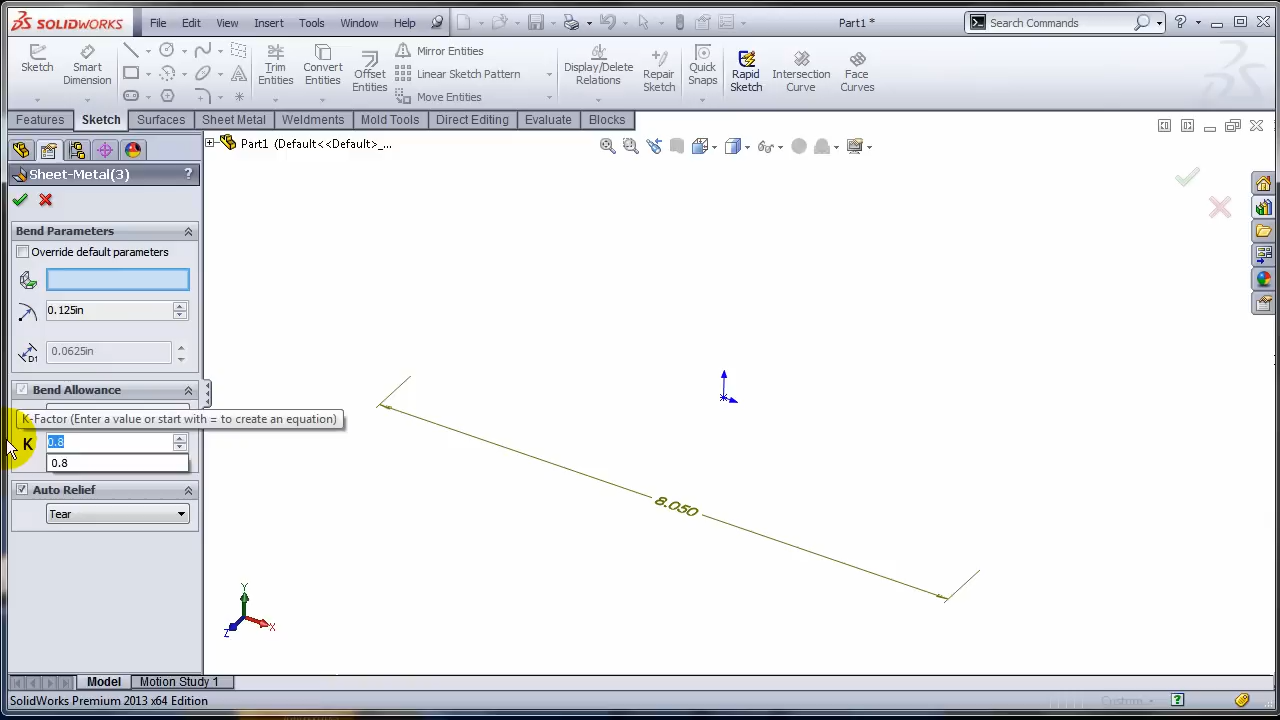 SOLIDWORKS File Edit View Insert Tools Window Help Part1 * Search Commands ?
Sketch Smart Dimension Trim Entities Convert Entities Offset Entities Mirror Entities Linear Sketch Pattern Move Entities Display/Delete Relations Repair Sketch Quick Snaps Rapid Sketch Intersection Curve Face Curves
Features Sketch Surfaces Sheet Metal Weldments Mold Tools Direct Editing Evaluate Blocks
Part1 (Default<<Default>_...
Sheet-Metal(3) ?
Bend Parameters
Override default parameters
0.125in
D1 0.0625in
Bend Allowance
K-Factor (Enter a value or start with = to create an equation)
K 0.8
0.8
Auto Relief
Tear
8.050
Y
X
Z
Model Motion Study 1
SolidWorks Premium 2013 x64 Edition Custom ?